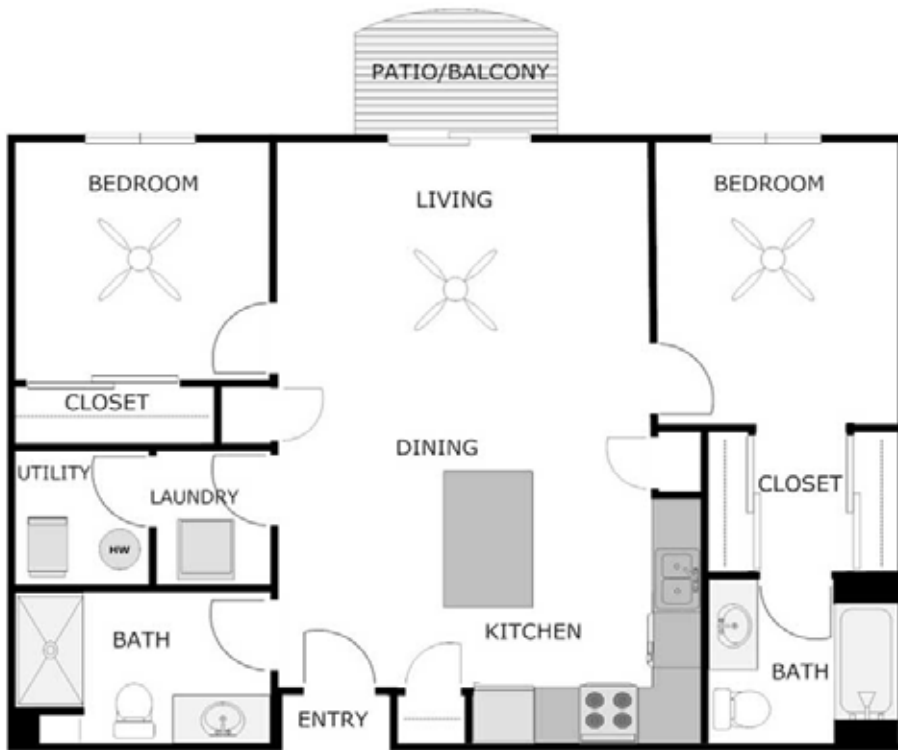 PATIO/BALCONY
BEDROOM
LIVING
BEDROOM
CLOSET
DINING
UTILITY
LAUNDRY
CLOSET
HW
BATH
KITCHEN
BATH
ENTRY